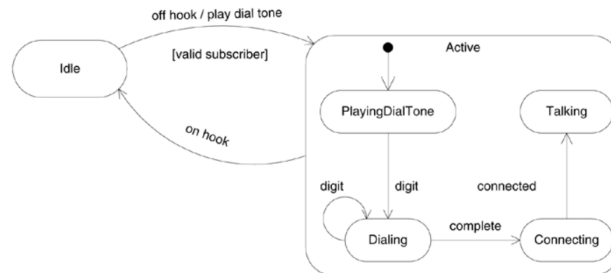 off hook / play dial tone
[valid subscriber]
Active
Idle
PlayingDialTone
Talking
on hook
digit
digit
connected
Dialing
complete
Connecting